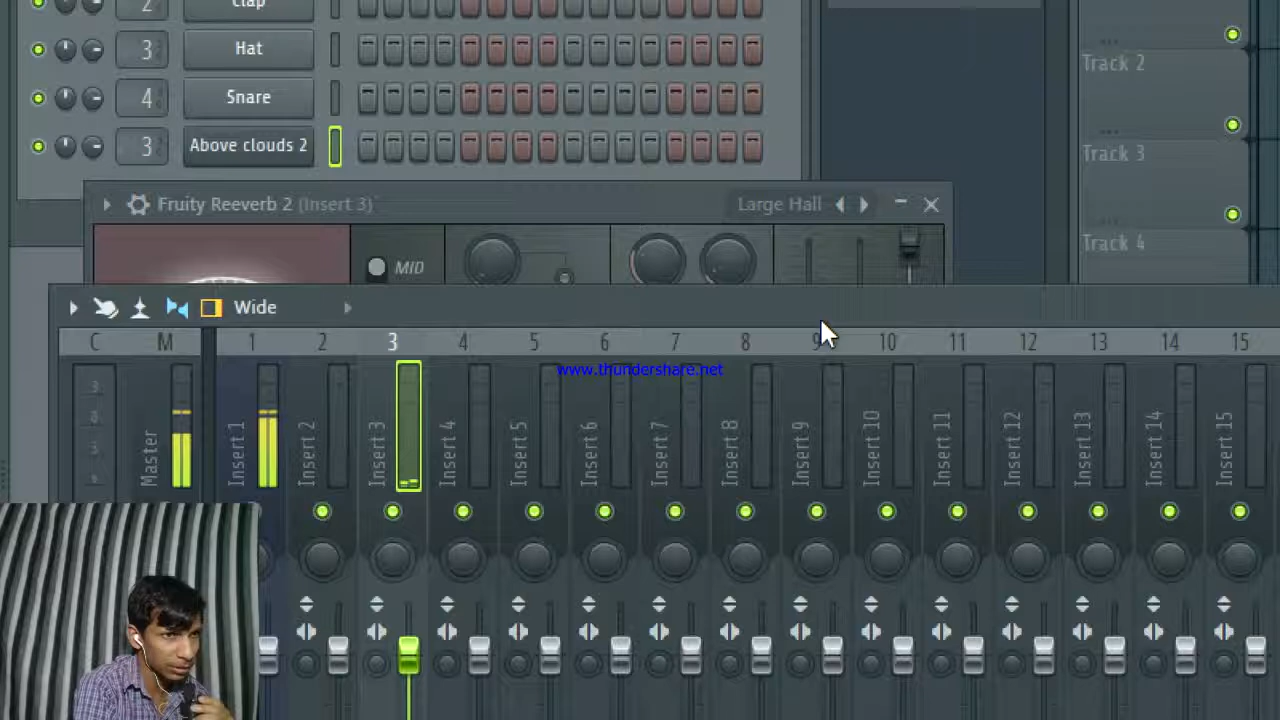 2 Clap
3 Hat
Track 2
4 Snare
3 Above clouds 2
Track 3
Fruity Reeverb 2 (Insert 3) Large Hall
Track 4
MID
Wide
C M 1 2 3 4 5 6 7 8 9 10 11 12 13 14 15
www.thundershare.net
Master
Insert 1
Insert 2
Insert 3
Insert 4
Insert 5
Insert 6
Insert 7
Insert 8
Insert 9
Insert 10
Insert 11
Insert 12
Insert 13
Insert 14
Insert 15